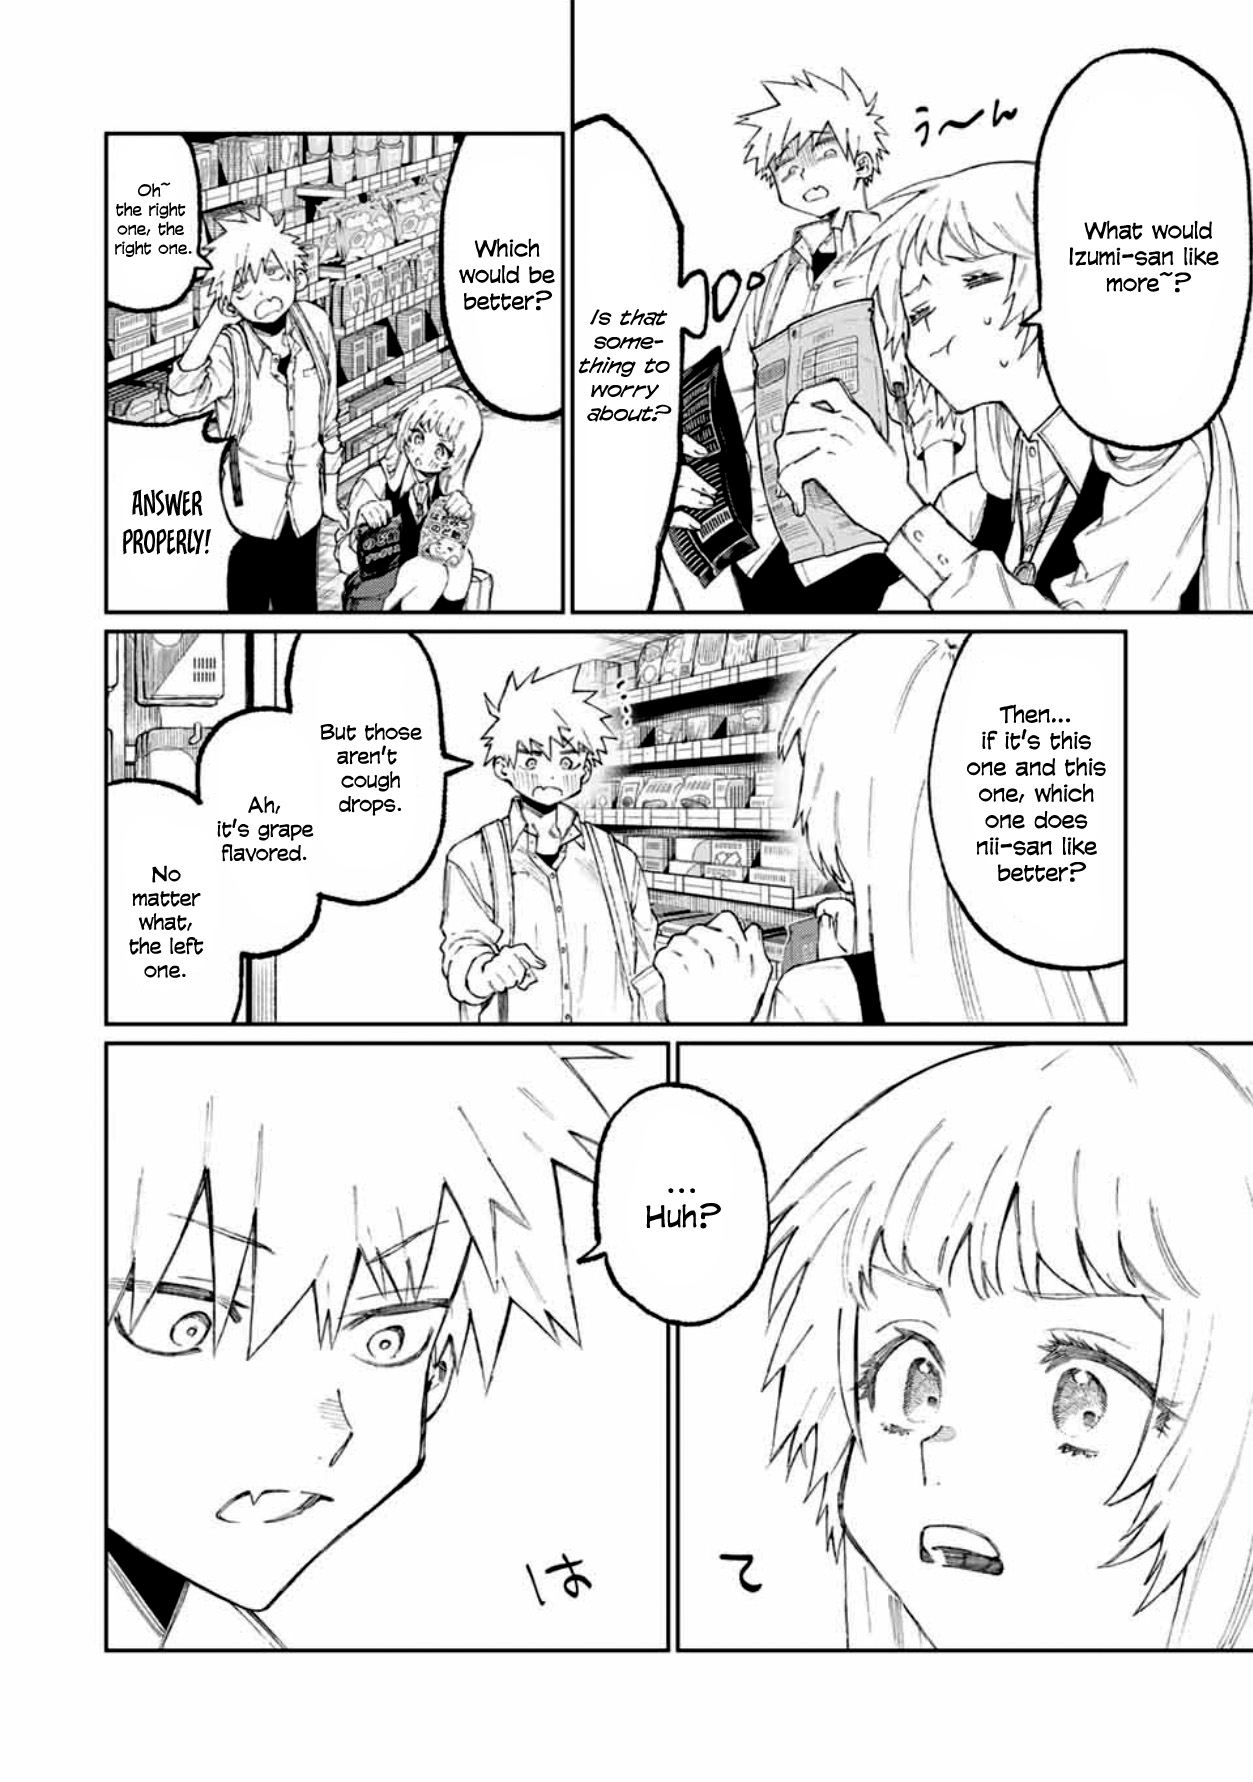 What would
Izumi-san like
more~?
う〜ん
Is that
some-
thing to
worry
about?
Which
would be
better?
Oh~
the right
one, the
right one.
ANSWER
PROPERLY!
Then...
if it's this
one and this
one, which
one does
nii-san like
better?
But those
aren't
cough
drops.
Ah,
it's grape
flavored.
No
matter
what,
the left
one.
...
Huh?
て
は